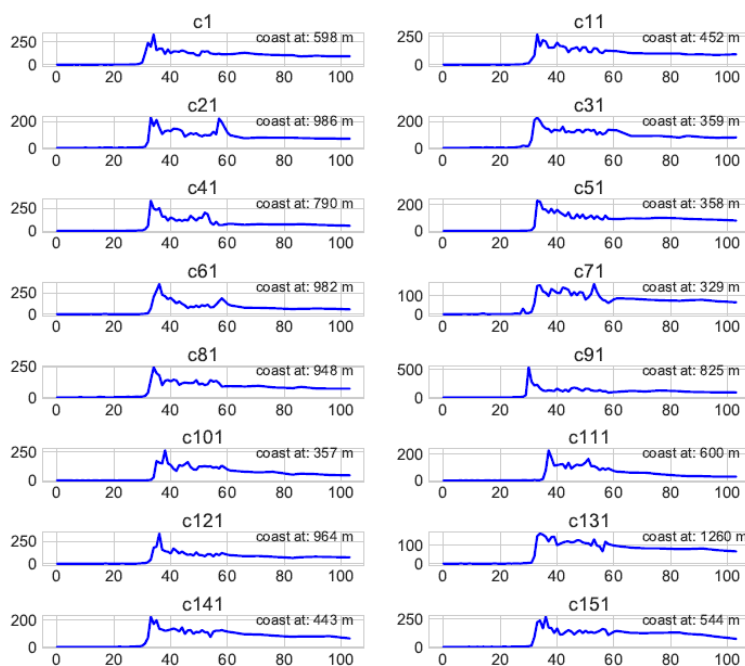 c1
coast at: 598 m
250
0
0 20 40 60 80 100
c11
coast at: 452 m
250
0
0 20 40 60 80 100
c21
coast at: 986 m
200
0
0 20 40 60 80 100
c31
coast at: 359 m
200
0
0 20 40 60 80 100
c41
coast at: 790 m
250
0
0 20 40 60 80 100
c51
coast at: 358 m
200
0
0 20 40 60 80 100
c61
coast at: 982 m
250
0
0 20 40 60 80 100
c71
coast at: 329 m
100
0
0 20 40 60 80 100
c81
coast at: 948 m
250
0
0 20 40 60 80 100
c91
coast at: 825 m
500
0
0 20 40 60 80 100
c101
coast at: 357 m
250
0
0 20 40 60 80 100
c111
coast at: 600 m
200
0
0 20 40 60 80 100
c121
coast at: 964 m
250
0
0 20 40 60 80 100
c131
coast at: 1260 m
100
0
0 20 40 60 80 100
c141
coast at: 443 m
200
0
0 20 40 60 80 100
c151
coast at: 544 m
250
0
0 20 40 60 80 100